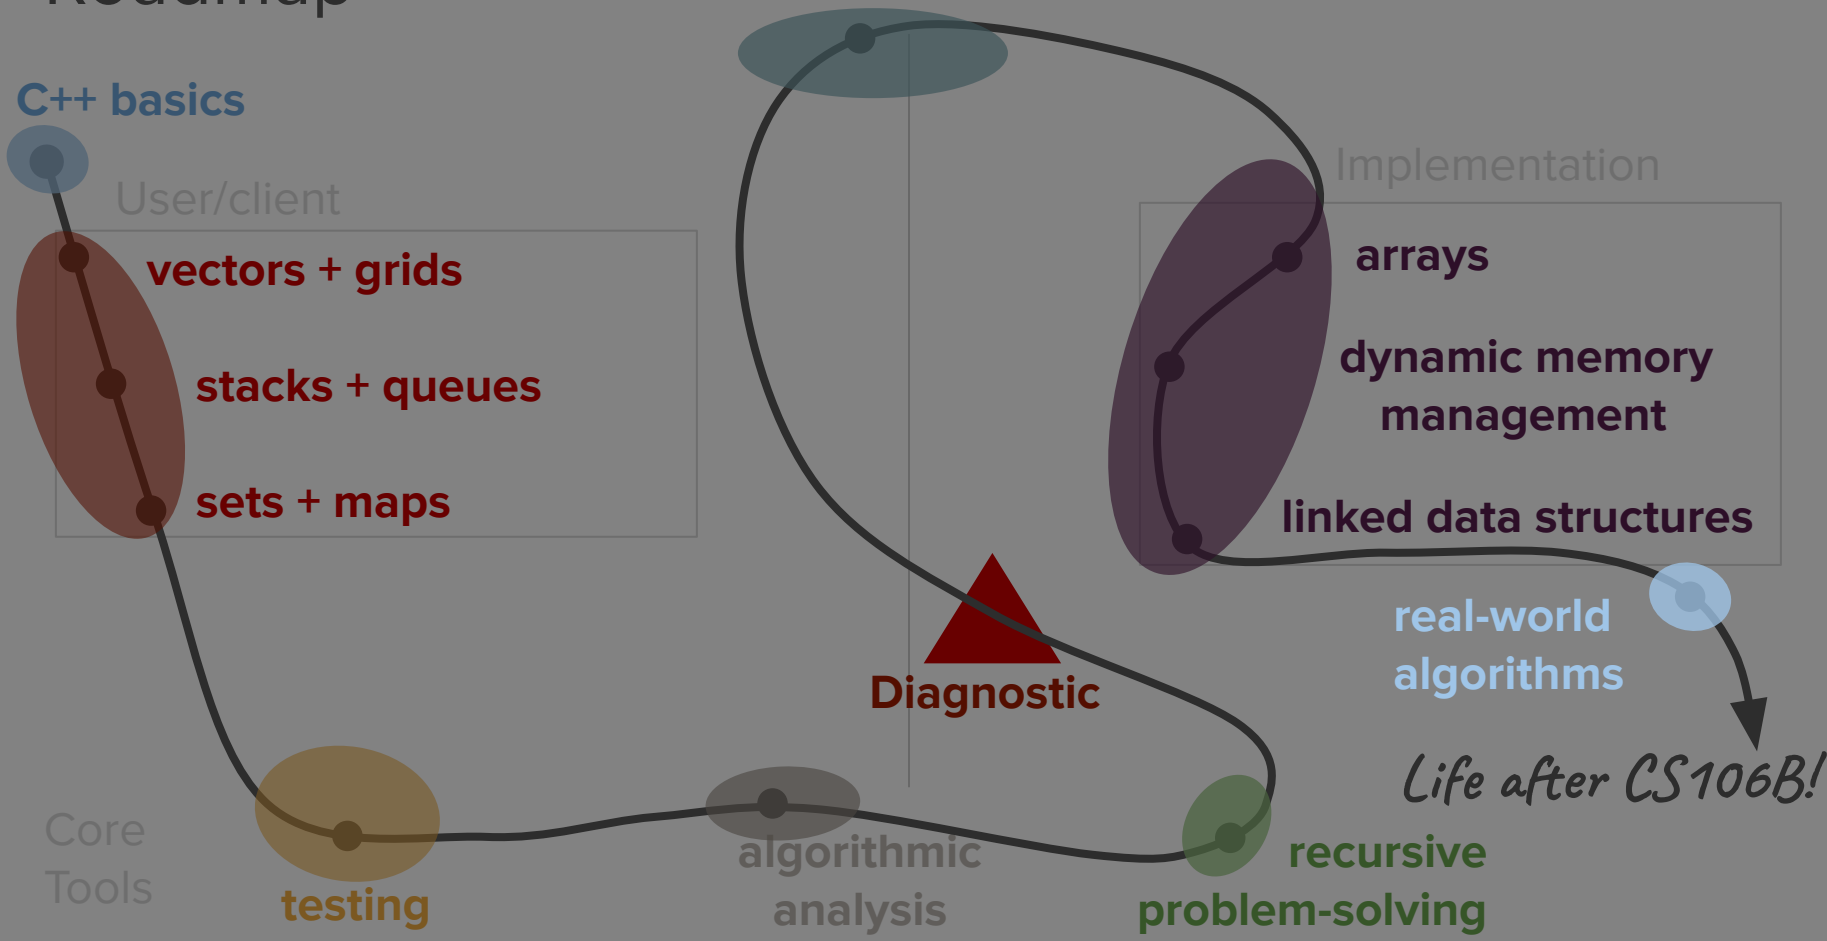 Roadmap
C++ basics
User/client
vectors + grids
stacks + queues
sets + maps
Implementation
arrays
dynamic memory
management
linked data structures
real-world
algorithms
Diagnostic
Life after CS106B!
Core
Tools
testing
algorithmic
analysis
recursive
problem-solving